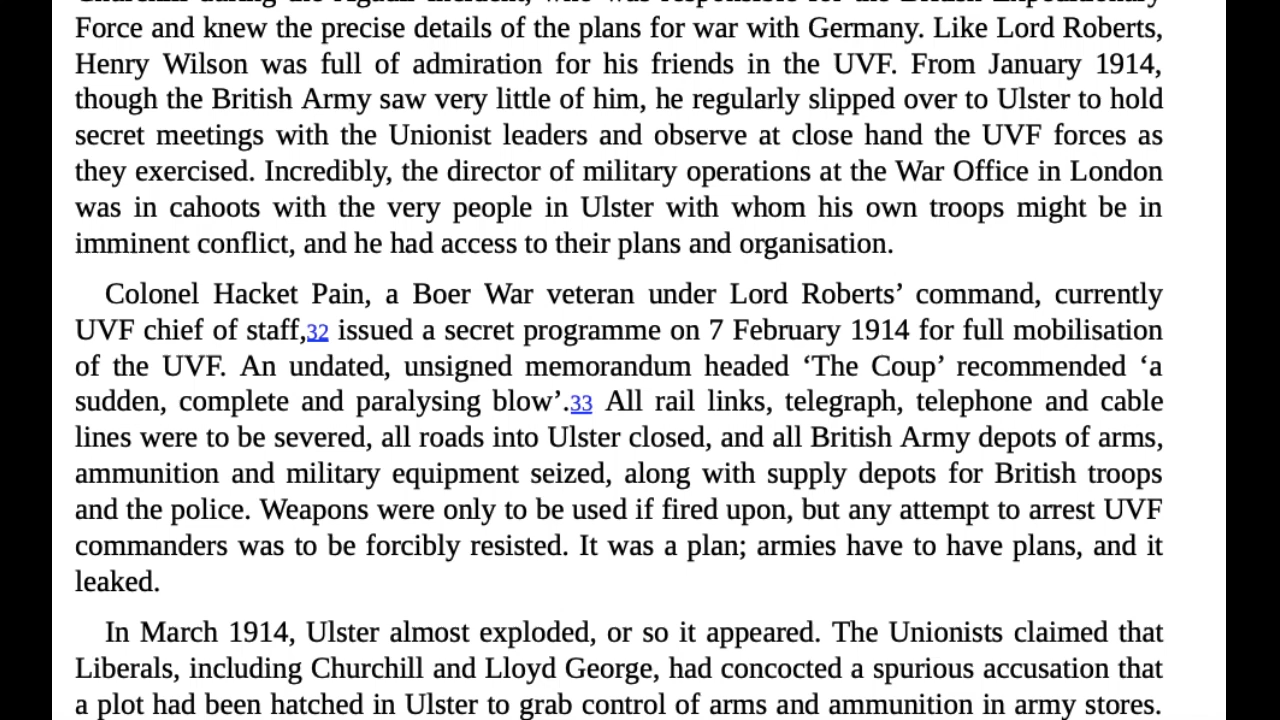 Churchill during the Agadir incident, who was responsible for the British Expeditionary
Force and knew the precise details of the plans for war with Germany. Like Lord Roberts,
Henry Wilson was full of admiration for his friends in the UVF. From January 1914,
though the British Army saw very little of him, he regularly slipped over to Ulster to hold
secret meetings with the Unionist leaders and observe at close hand the UVF forces as
they exercised. Incredibly, the director of military operations at the War Office in London
was in cahoots with the very people in Ulster with whom his own troops might be in
imminent conflict, and he had access to their plans and organisation.
Colonel Hacket Pain, a Boer War veteran under Lord Roberts’ command, currently
UVF chief of staff,32 issued a secret programme on 7 February 1914 for full mobilisation
of the UVF. An undated, unsigned memorandum headed ‘The Coup’ recommended ‘a
sudden, complete and paralysing blow’.33 All rail links, telegraph, telephone and cable
lines were to be severed, all roads into Ulster closed, and all British Army depots of arms,
ammunition and military equipment seized, along with supply depots for British troops
and the police. Weapons were only to be used if fired upon, but any attempt to arrest UVF
commanders was to be forcibly resisted. It was a plan; armies have to have plans, and it
leaked.
In March 1914, Ulster almost exploded, or so it appeared. The Unionists claimed that
Liberals, including Churchill and Lloyd George, had concocted a spurious accusation that
a plot had been hatched in Ulster to grab control of arms and ammunition in army stores.